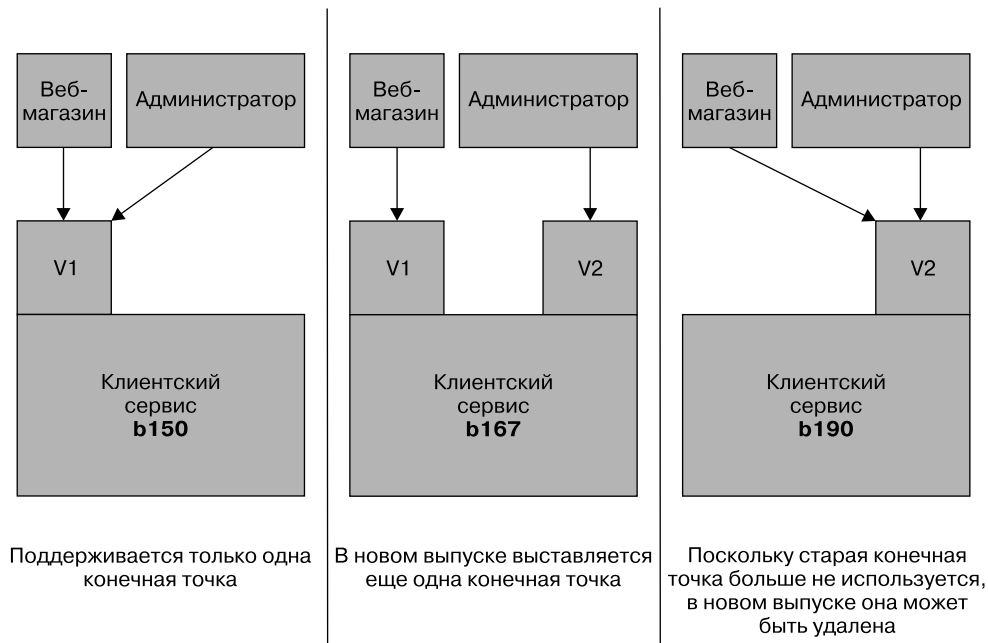 Веб-
магазин
Администратор
V1
Клиентский
сервис
b150
Поддерживается только одна
конечная точка
Веб-
магазин
Администратор
V1
V2
Клиентский
сервис
b167
В новом выпуске выставляется
еще одна конечная точка
Веб-
магазин
Администратор
V2
Клиентский
сервис
b190
Поскольку старая конечная
точка больше не используется,
в новом выпуске она может
быть удалена